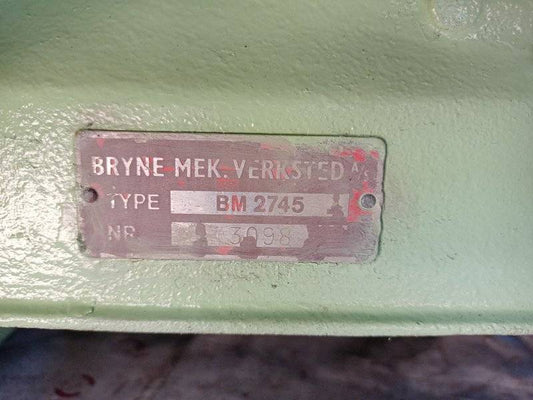 BRYNE MEK. VERKSTED A
TYPE BM 2745
NR. 3098